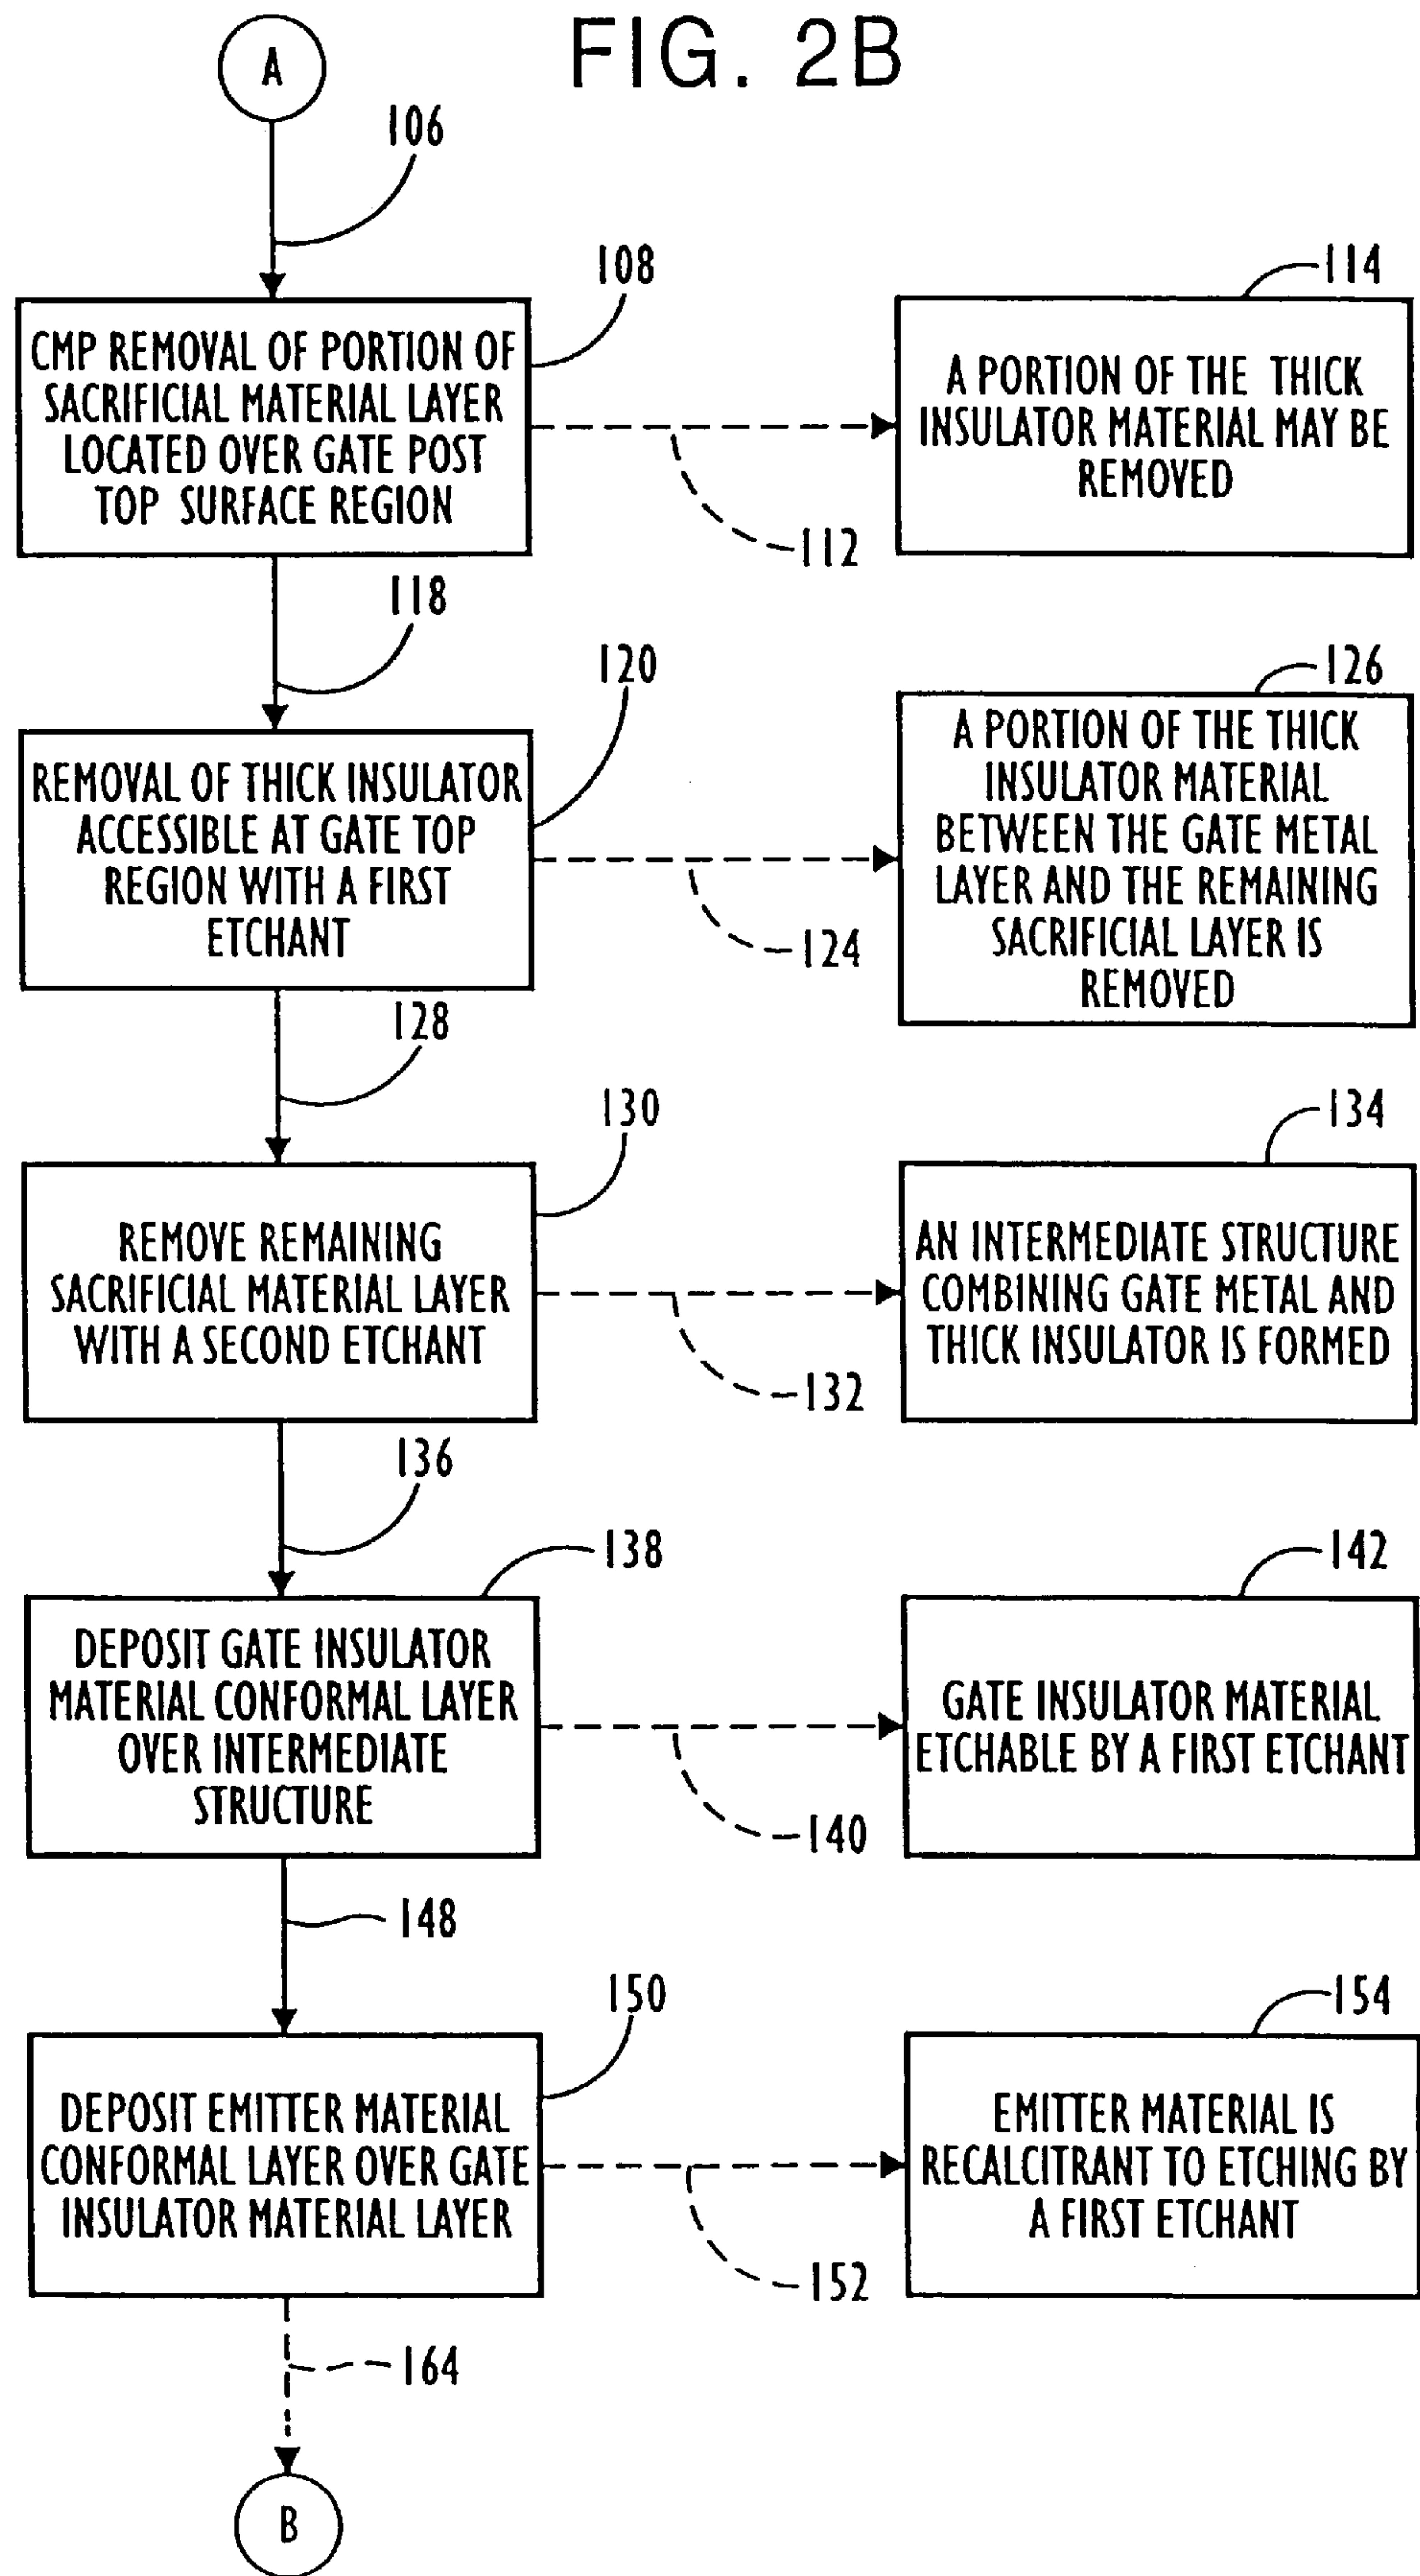 FIG. 2B
A
106
108
CMP REMOVAL OF PORTION OF
SACRIFICIAL MATERIAL LAYER
LOCATED OVER GATE POST
TOP SURFACE REGION
112
114
A PORTION OF THE THICK
INSULATOR MATERIAL MAY BE
REMOVED
118
120
REMOVAL OF THICK INSULATOR
ACCESSIBLE AT GATE TOP
REGION WITH A FIRST
ETCHANT
124
126
A PORTION OF THE THICK
INSULATOR MATERIAL
BETWEEN THE GATE METAL
LAYER AND THE REMAINING
SACRIFICIAL LAYER IS
REMOVED
128
130
REMOVE REMAINING
SACRIFICIAL MATERIAL LAYER
WITH A SECOND ETCHANT
132
134
AN INTERMEDIATE STRUCTURE
COMBINING GATE METAL AND
THICK INSULATOR IS FORMED
136
138
DEPOSIT GATE INSULATOR
MATERIAL CONFORMAL LAYER
OVER INTERMEDIATE
STRUCTURE
140
142
GATE INSULATOR MATERIAL
ETCHABLE BY A FIRST ETCHANT
148
150
DEPOSIT EMITTER MATERIAL
CONFORMAL LAYER OVER GATE
INSULATOR MATERIAL LAYER
152
154
EMITTER MATERIAL IS
RECALCITRANT TO ETCHING BY
A FIRST ETCHANT
164
B